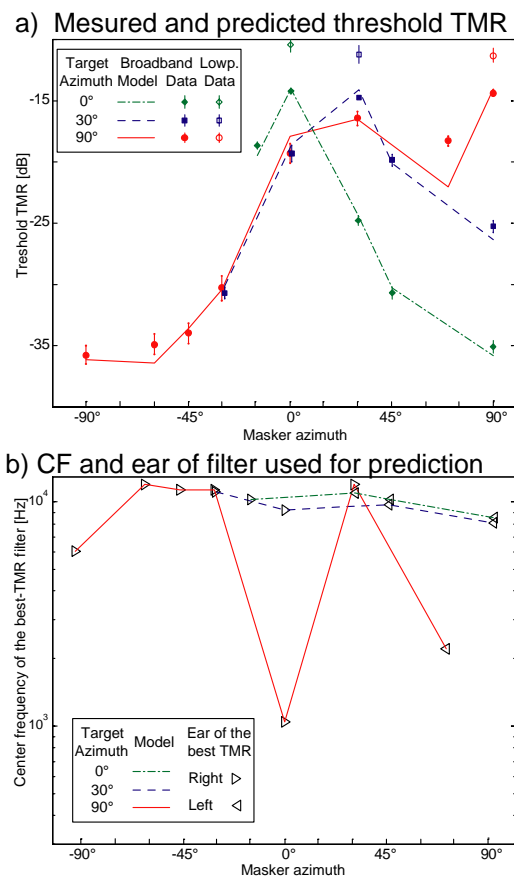 a) Mesured and predicted threshold TMR
Target Broadband Lowp.
Azimuth Model Data Data
0°
30°
90°
Treshold TMR [dB]
-15
-25
-35
-90° -45° 0° 45° 90°
Masker azimuth
b) CF and ear of filter used for prediction
Center frequency of the best-TMR filter [Hz]
10⁴
10³
Target Model Ear of the
Azimuth best TMR
0°
30° Right
90° Left
-90° -45° 0° 45° 90°
Masker azimuth